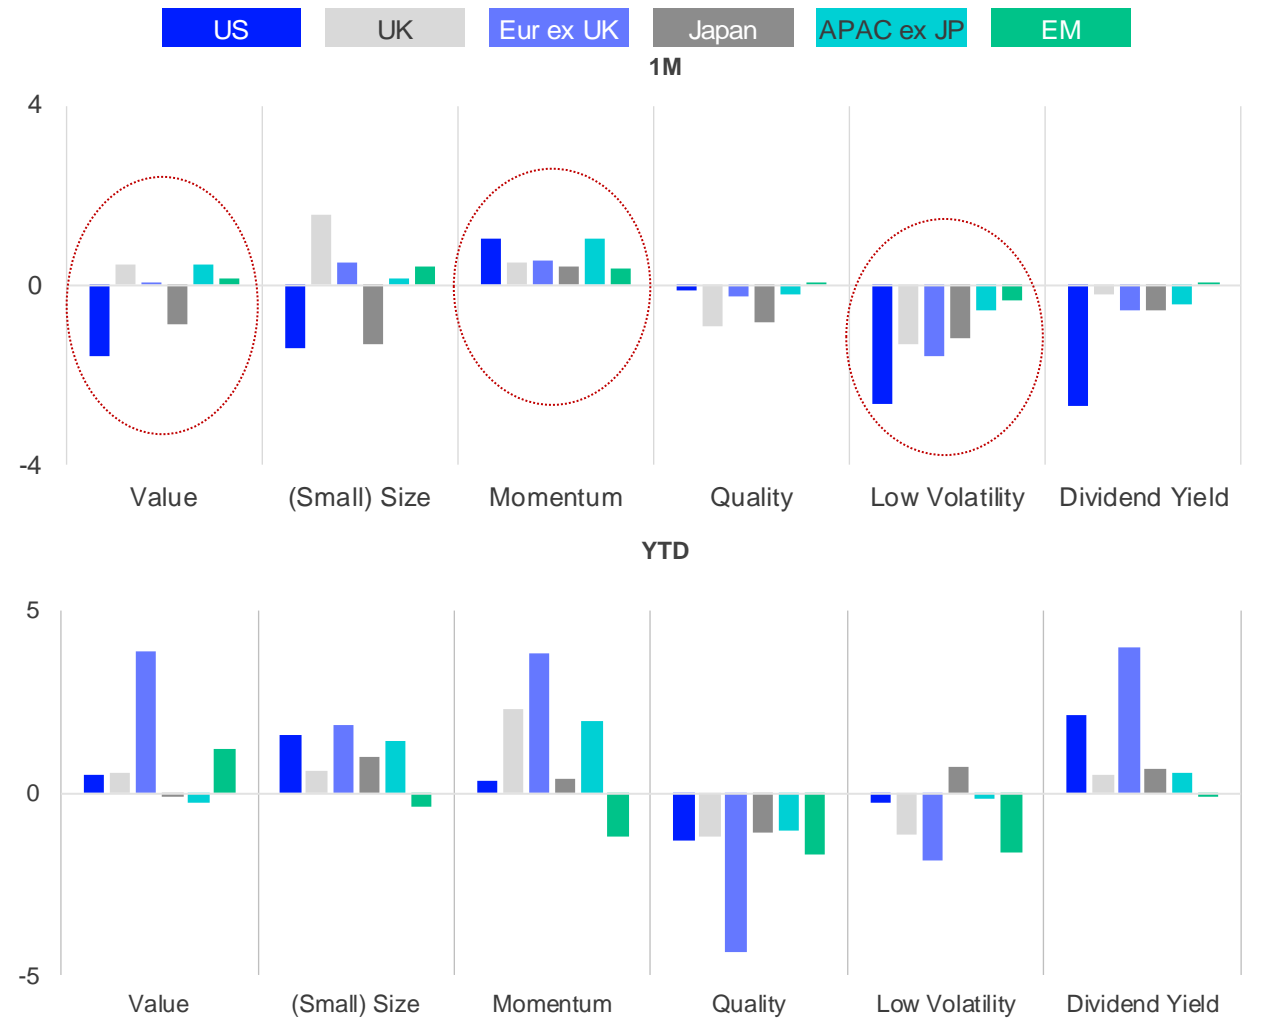 US UK Eur ex UK Japan APAC ex JP EM
1M
4
0
-4
Value (Small) Size Momentum Quality Low Volatility Dividend Yield
YTD
5
0
-5
Value (Small) Size Momentum Quality Low Volatility Dividend Yield